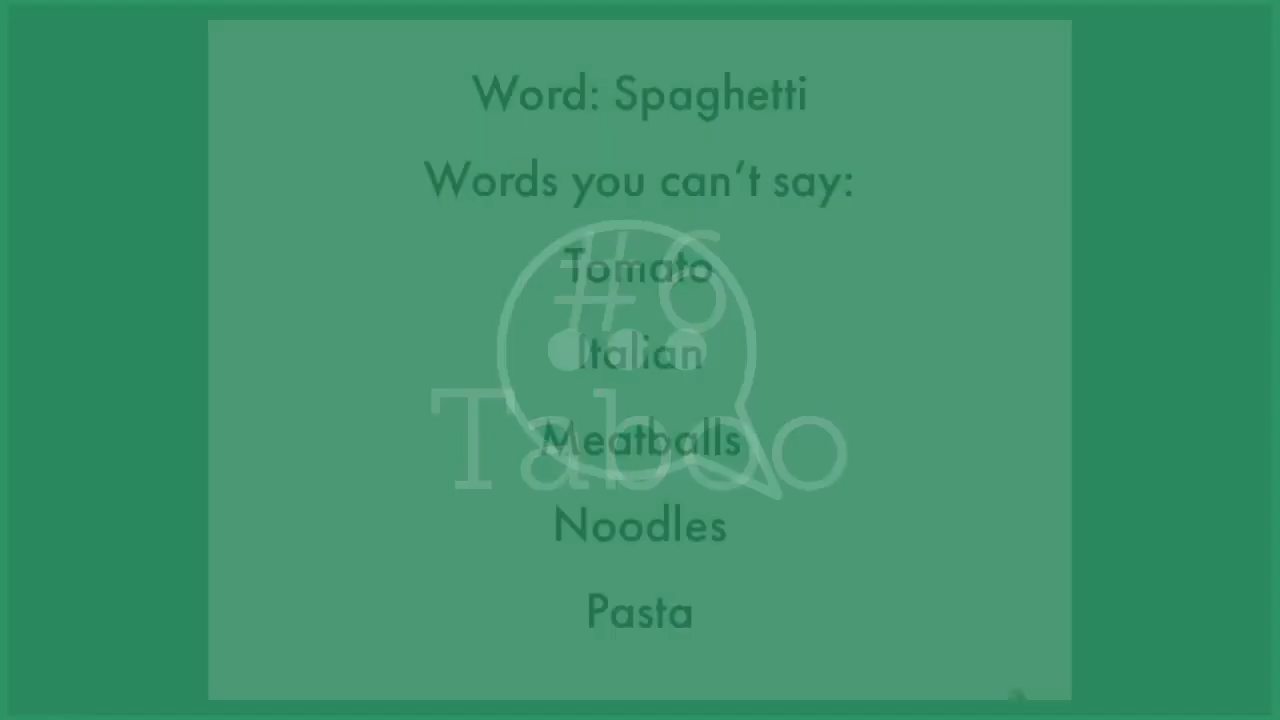 Word: Spaghetti
Words you can’t say:
Tomato
#6
Italian
Taboo
Meatballs
Noodles
Pasta